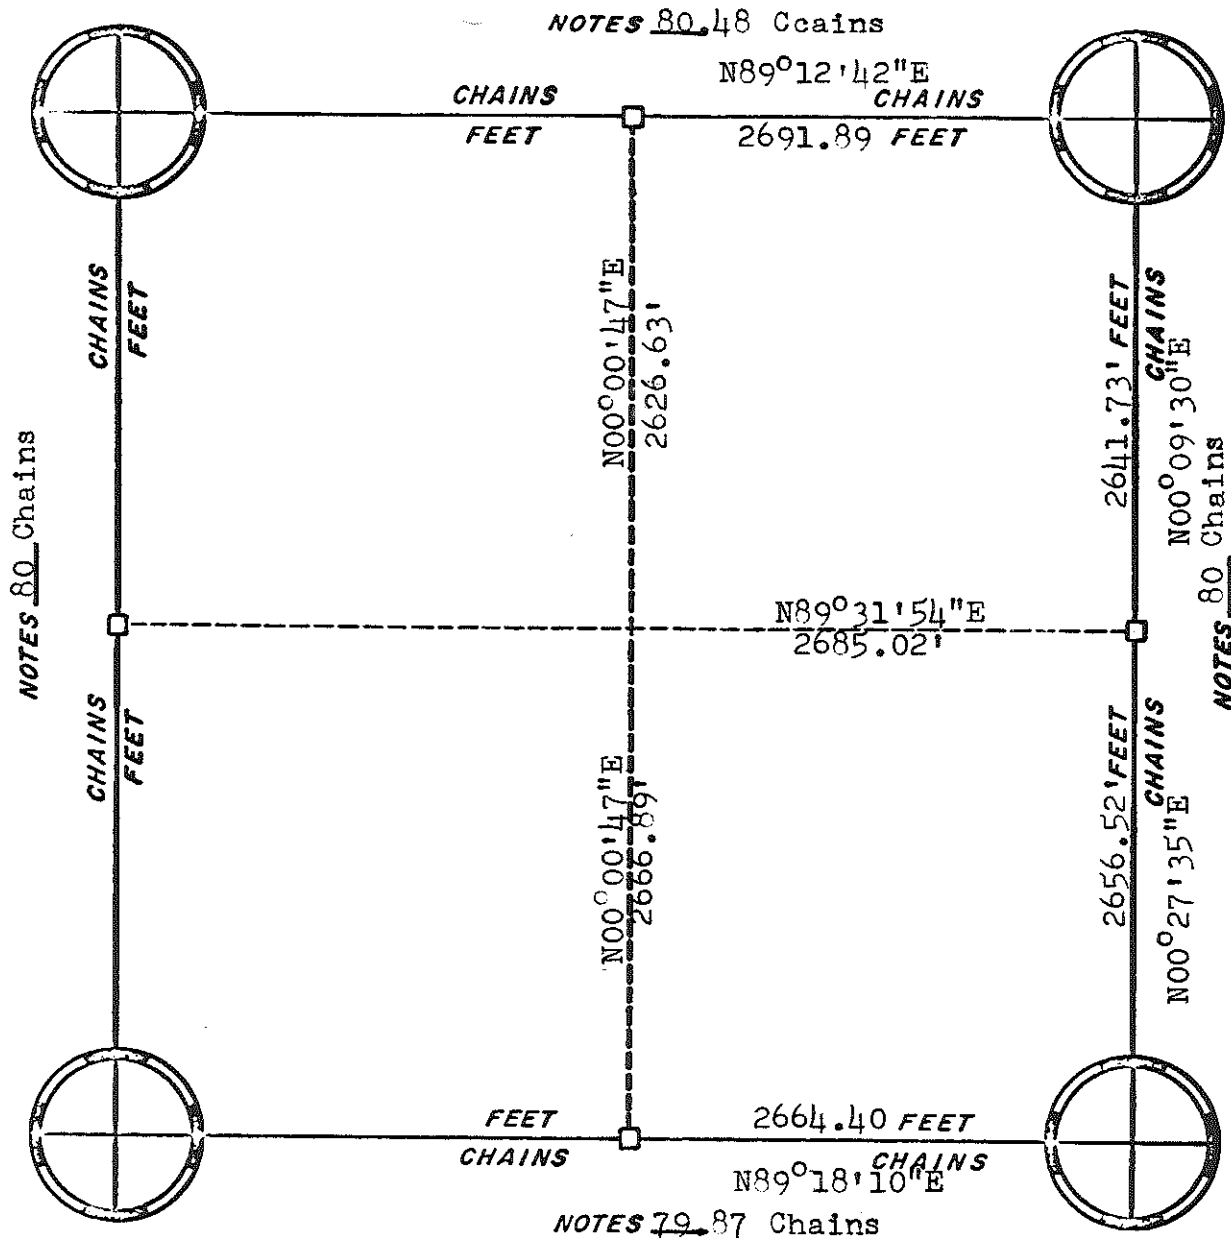 NOTES 80.48 Ccains
N89°12'42"E
CHAINS
CHAINS
FEET
2691.89 FEET
CHAINS
FEET
N00°00'47"E
2626.63'
2641.73' FEET
CHAINS
N00°09'30"E
NOTES 80 Chains
NOTES 80 Chains
N89°31'54"E
2685.02'
CHAINS
FEET
N00°00'47"E
2666.89'
2656.52' FEET
CHAINS
N00°27'35"E
FEET
2664.40 FEET
CHAINS
CHAINS
N89°18'10"E
NOTES 79.87 Chains